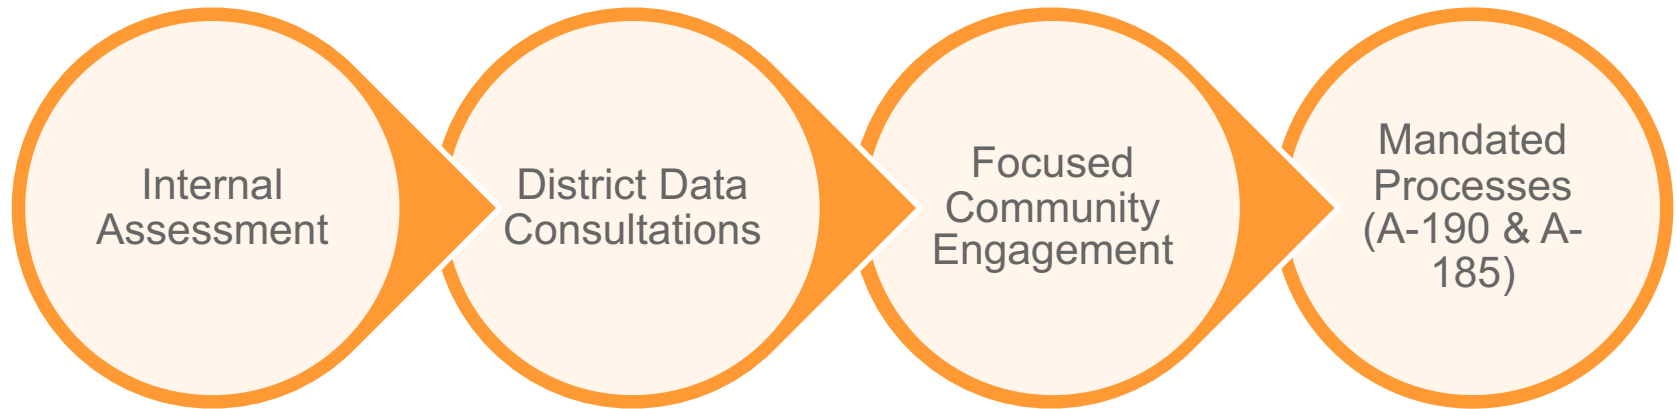 Internal
Assessment
District Data
Consultations
Focused
Community
Engagement
Mandated
Processes
(A-190 & A-
185)